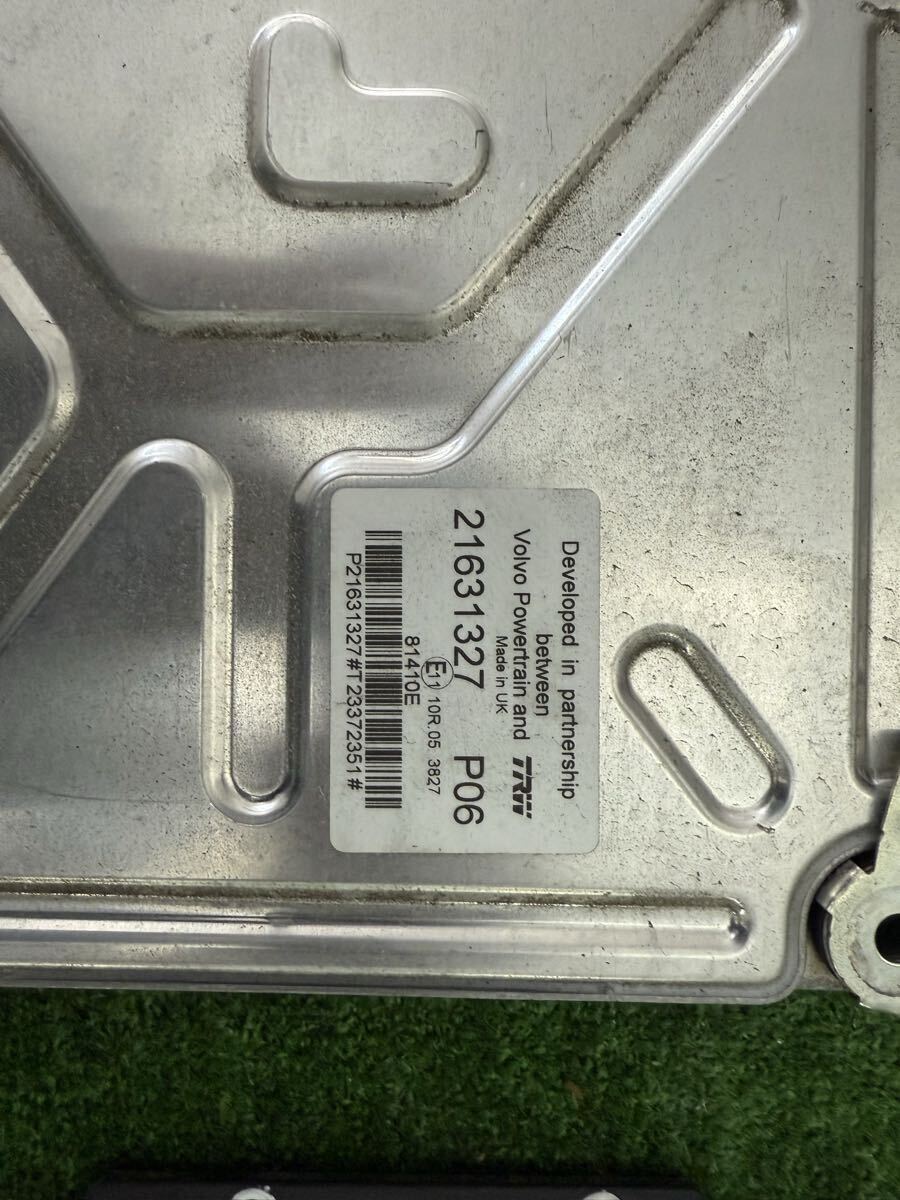 Developed in partnership
between
Volvo Powertrain and TRW
Made in UK
21631327 P06
E11 10R.05 3827
81410E
P21631327#T23372351#